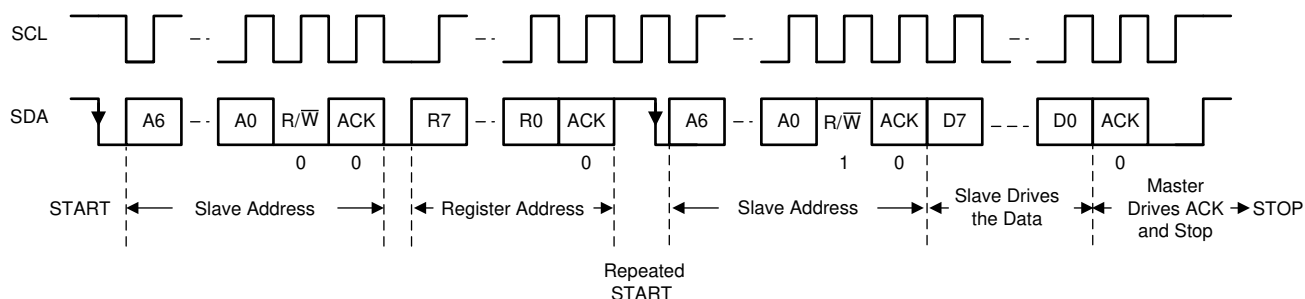 SCL
SDA
A6
A0
R/W̅
ACK
R7
R0
ACK
A6
A0
R/W̅
ACK
D7
D0
ACK
0
0
0
1
0
0
START
Slave Address
Register Address
Slave Address
Slave Drives
the Data
Master
Drives ACK
and Stop
STOP
Repeated
START